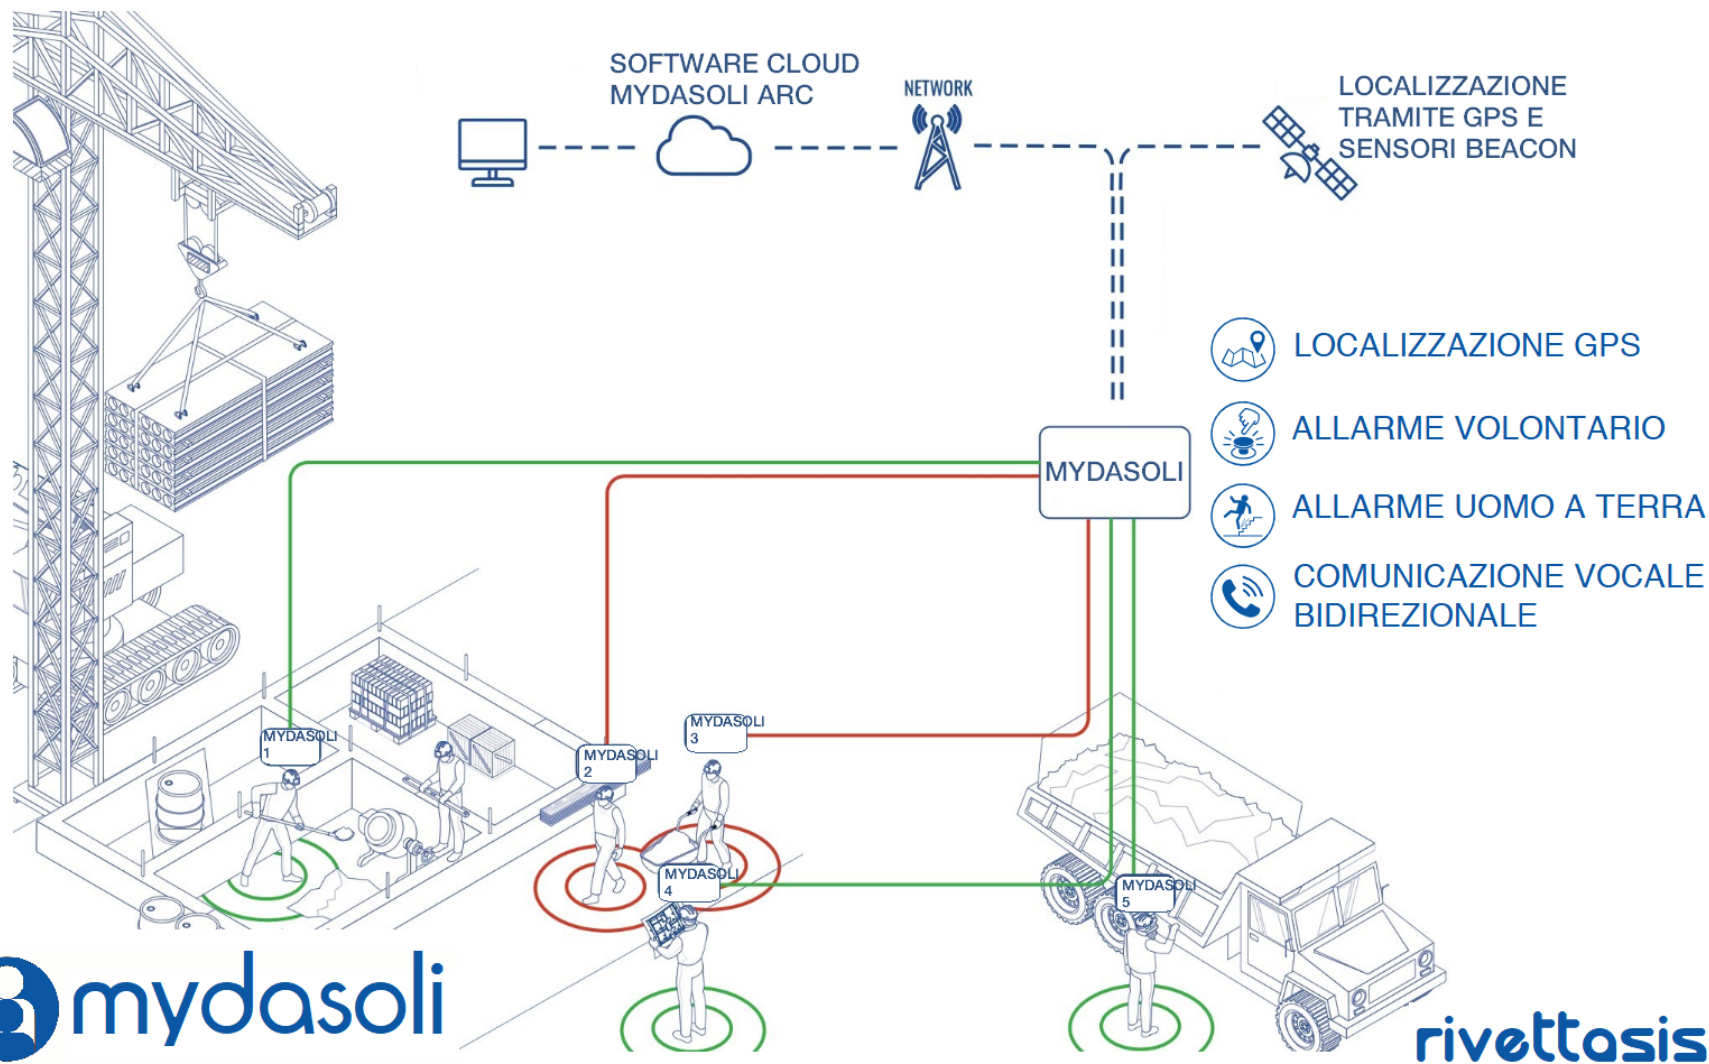 SOFTWARE CLOUD
MYDASOLI ARC
NETWORK
LOCALIZZAZIONE
TRAMITE GPS E
SENSORI BEACON
LOCALIZZAZIONE GPS
ALLARME VOLONTARIO
MYDASOLI
ALLARME UOMO A TERRA
COMUNICAZIONE VOCALE
BIDIREZIONALE
MYDASOLI
1
MYDASOLI
2
MYDASOLI
3
MYDASOLI
4
MYDASOLI
5
mydasoli
rivettasis